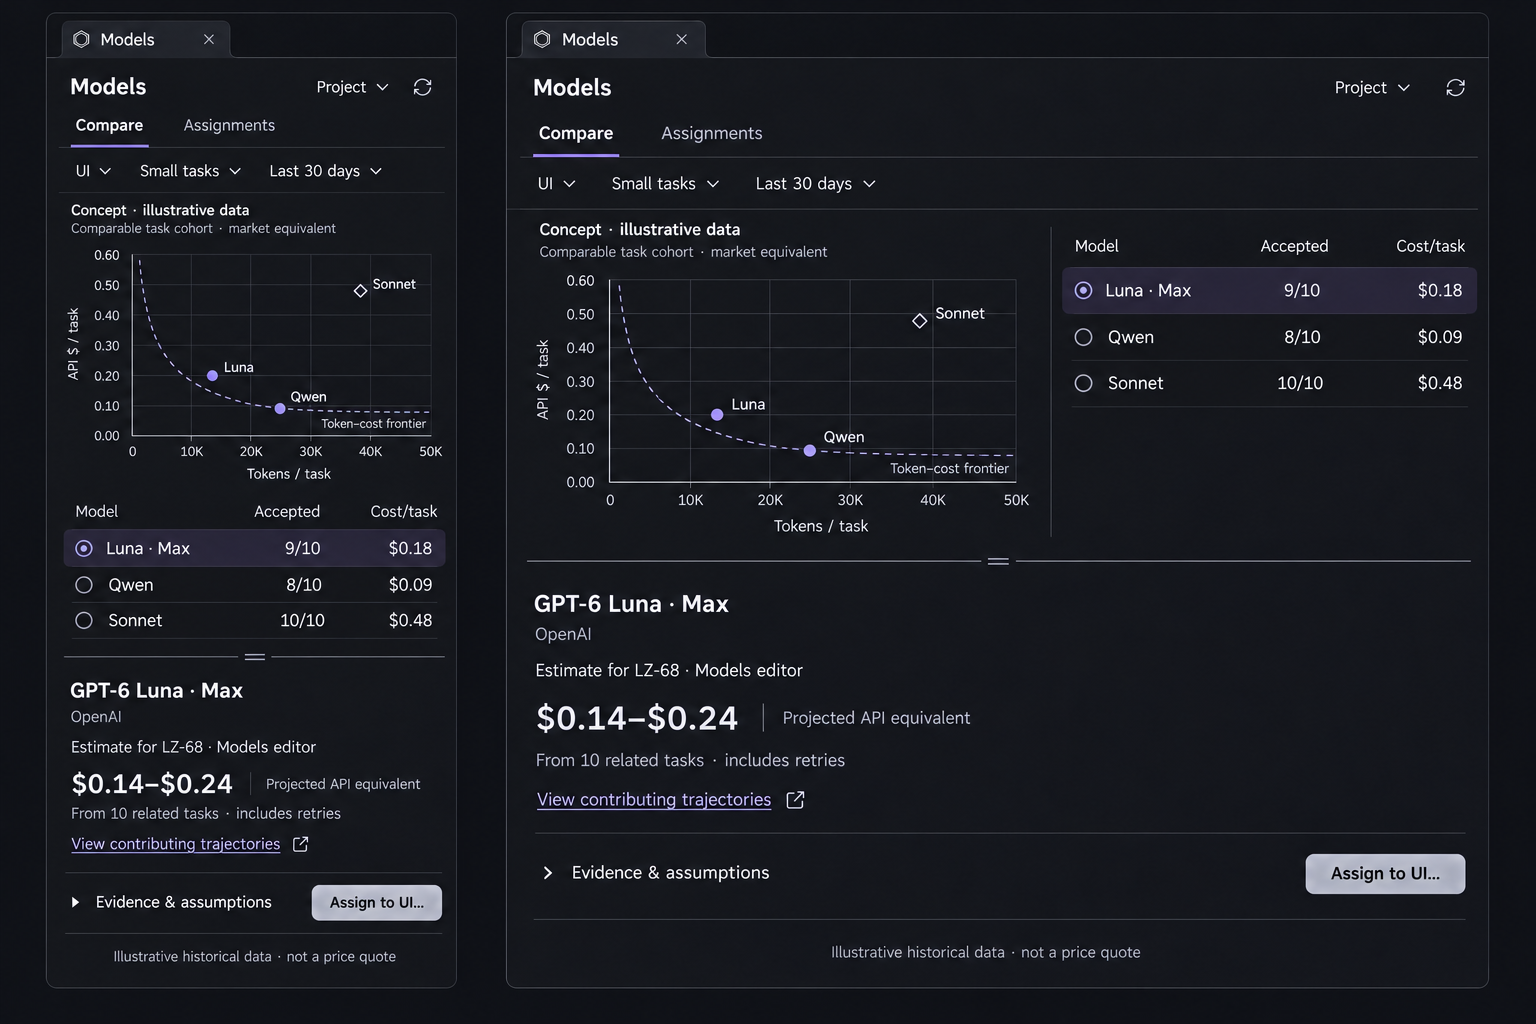 Models
Models
Project
Compare
Assignments
UI
Small tasks
Last 30 days
Concept · illustrative data
Comparable task cohort · market equivalent
API $ / task
0.60
0.50
0.40
0.30
0.20
0.10
0.00
Sonnet
Luna
Qwen
Token–cost frontier
0
10K
20K
30K
40K
50K
Tokens / task
Model Accepted Cost/task
Luna · Max 9/10 $0.18
Qwen 8/10 $0.09
Sonnet 10/10 $0.48
GPT-6 Luna · Max
OpenAI
Estimate for LZ-68 · Models editor
$0.14–$0.24 Projected API equivalent
From 10 related tasks · includes retries
View contributing trajectories
Evidence & assumptions
Assign to UI...
Illustrative historical data · not a price quote
Models
Models
Project
Compare
Assignments
UI
Small tasks
Last 30 days
Concept · illustrative data
Comparable task cohort · market equivalent
API $ / task
0.60
0.50
0.40
0.30
0.20
0.10
0.00
Sonnet
Luna
Qwen
Token–cost frontier
0
10K
20K
30K
40K
50K
Tokens / task
Model Accepted Cost/task
Luna · Max 9/10 $0.18
Qwen 8/10 $0.09
Sonnet 10/10 $0.48
GPT-6 Luna · Max
OpenAI
Estimate for LZ-68 · Models editor
$0.14–$0.24 Projected API equivalent
From 10 related tasks · includes retries
View contributing trajectories
Evidence & assumptions
Assign to UI...
Illustrative historical data · not a price quote